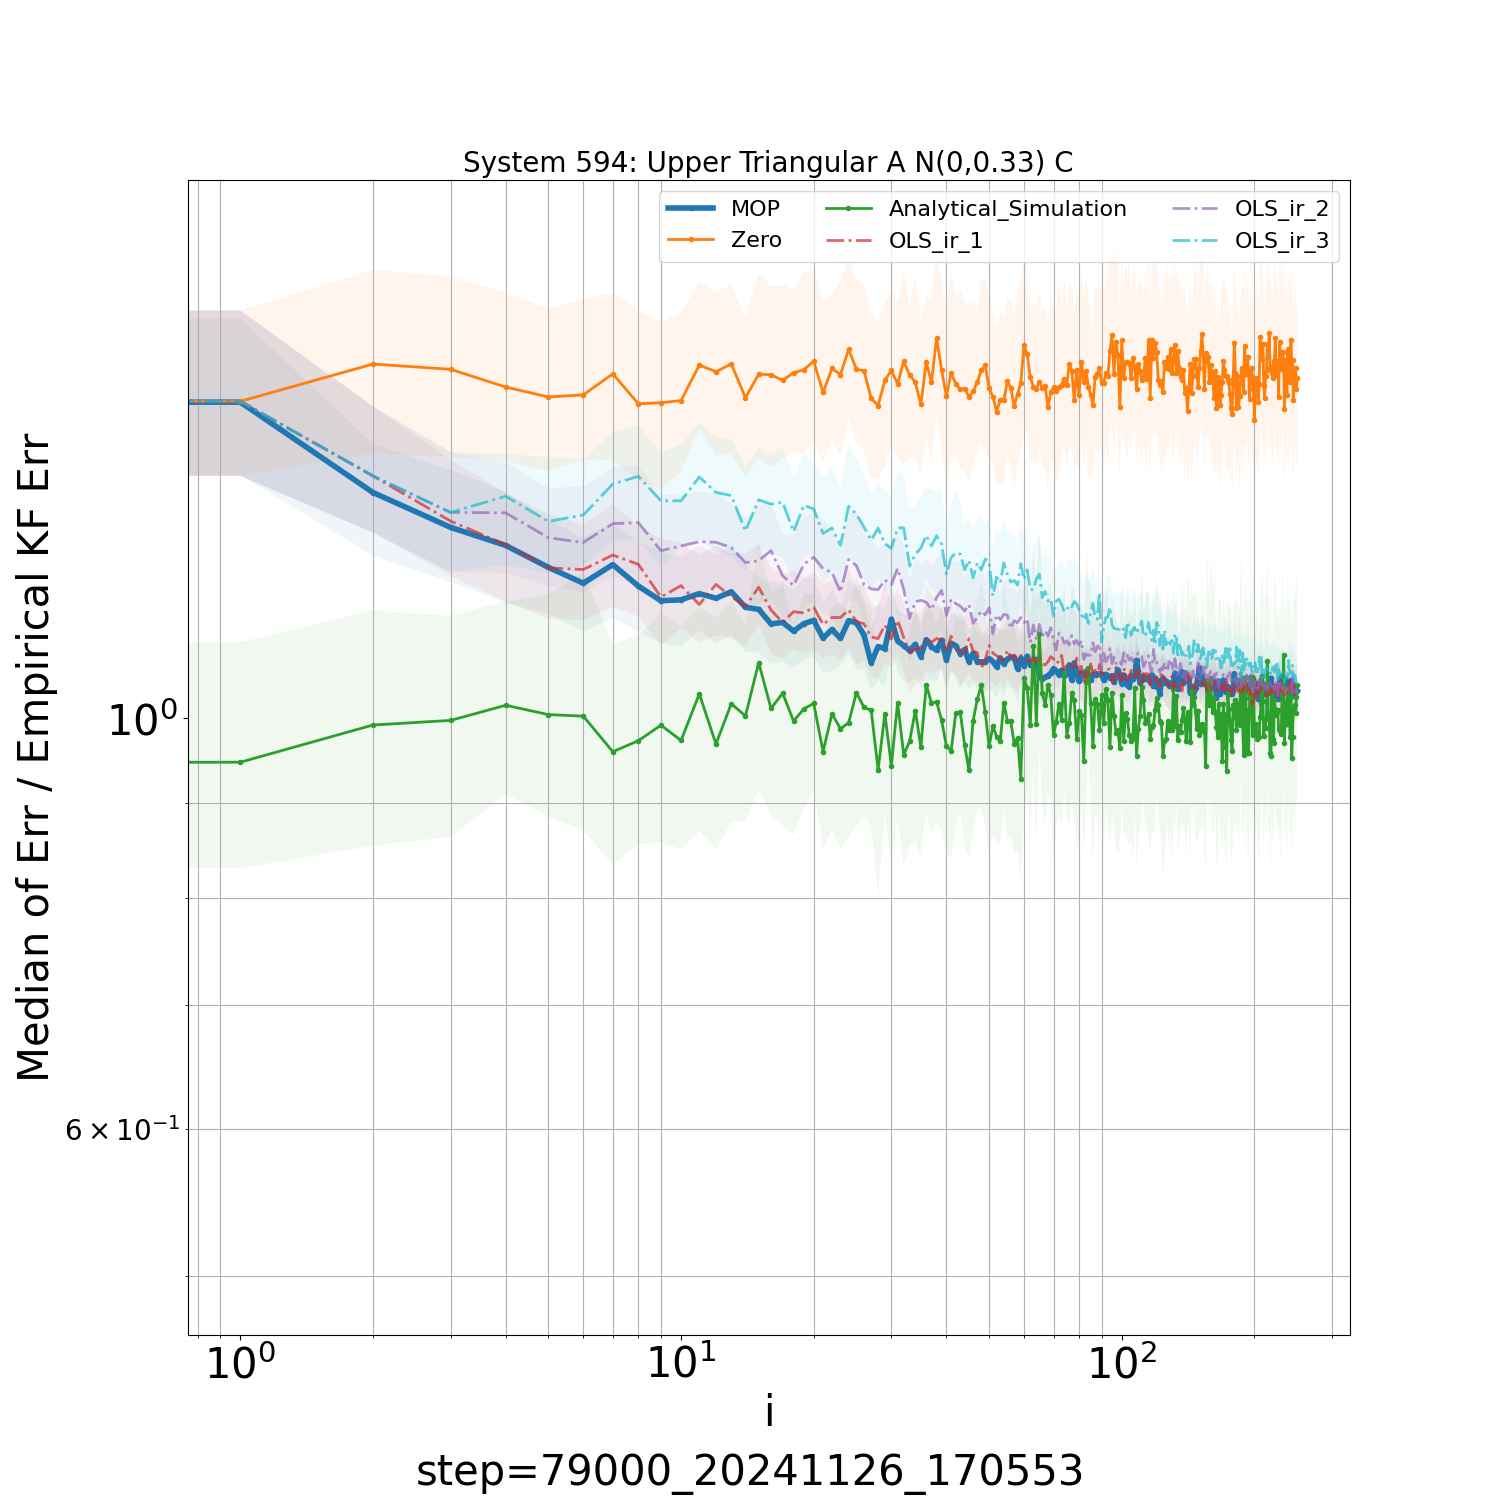 System 594: Upper Triangular A N(0,0.33) C
MOP
Zero
Analytical_Simulation
OLS_ir_1
OLS_ir_2
OLS_ir_3
Median of Err / Empirical KF Err
10⁰
6 × 10⁻¹
10⁰
10¹
10²
i
step=79000_20241126_170553